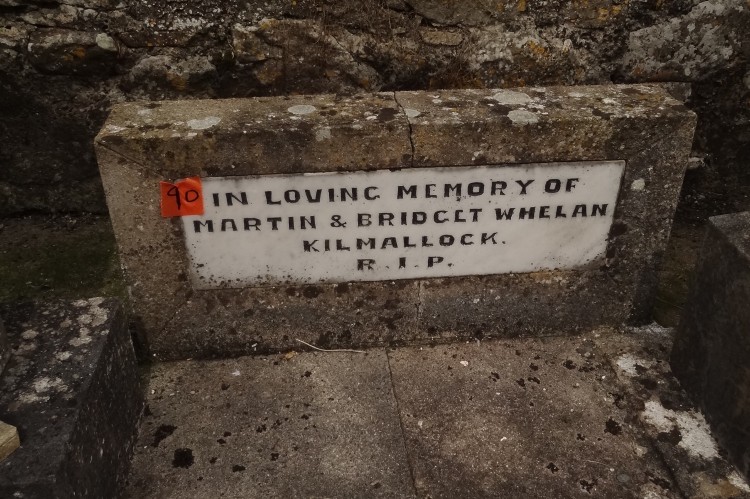 90
IN LOVING MEMORY OF
MARTIN & BRIDGET WHELAN
KILMALLOCK.
R.I.P.